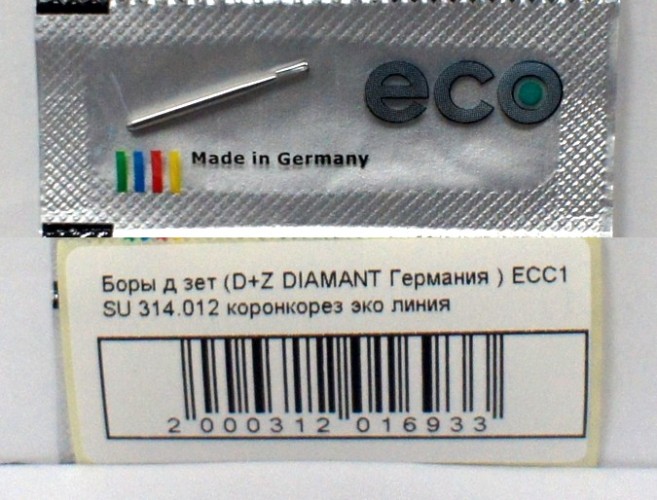 eco
Made in Germany
Боры д зет (D+Z DIAMANT Германия ) ECC1
SU 314.012 коронкорез эко линия
2 000312 016933